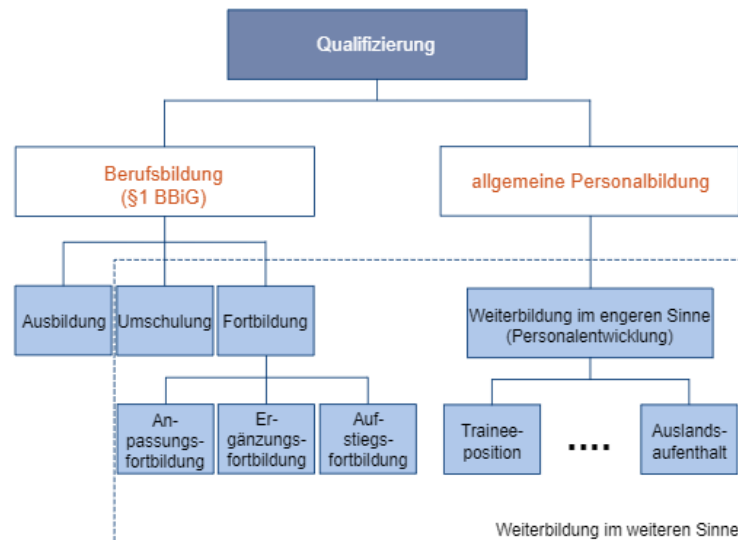 Qualifizierung
Berufsbildung
(§1 BBiG)
allgemeine Personalbildung
Ausbildung
Umschulung
Fortbildung
Weiterbildung im engeren Sinne
(Personalentwicklung)
An-
passungs-
fortbildung
Er-
gänzungs-
fortbildung
Auf-
stiegs-
fortbildung
Trainee-
position
....
Auslands-
aufenthalt
Weiterbildung im weiteren Sinne